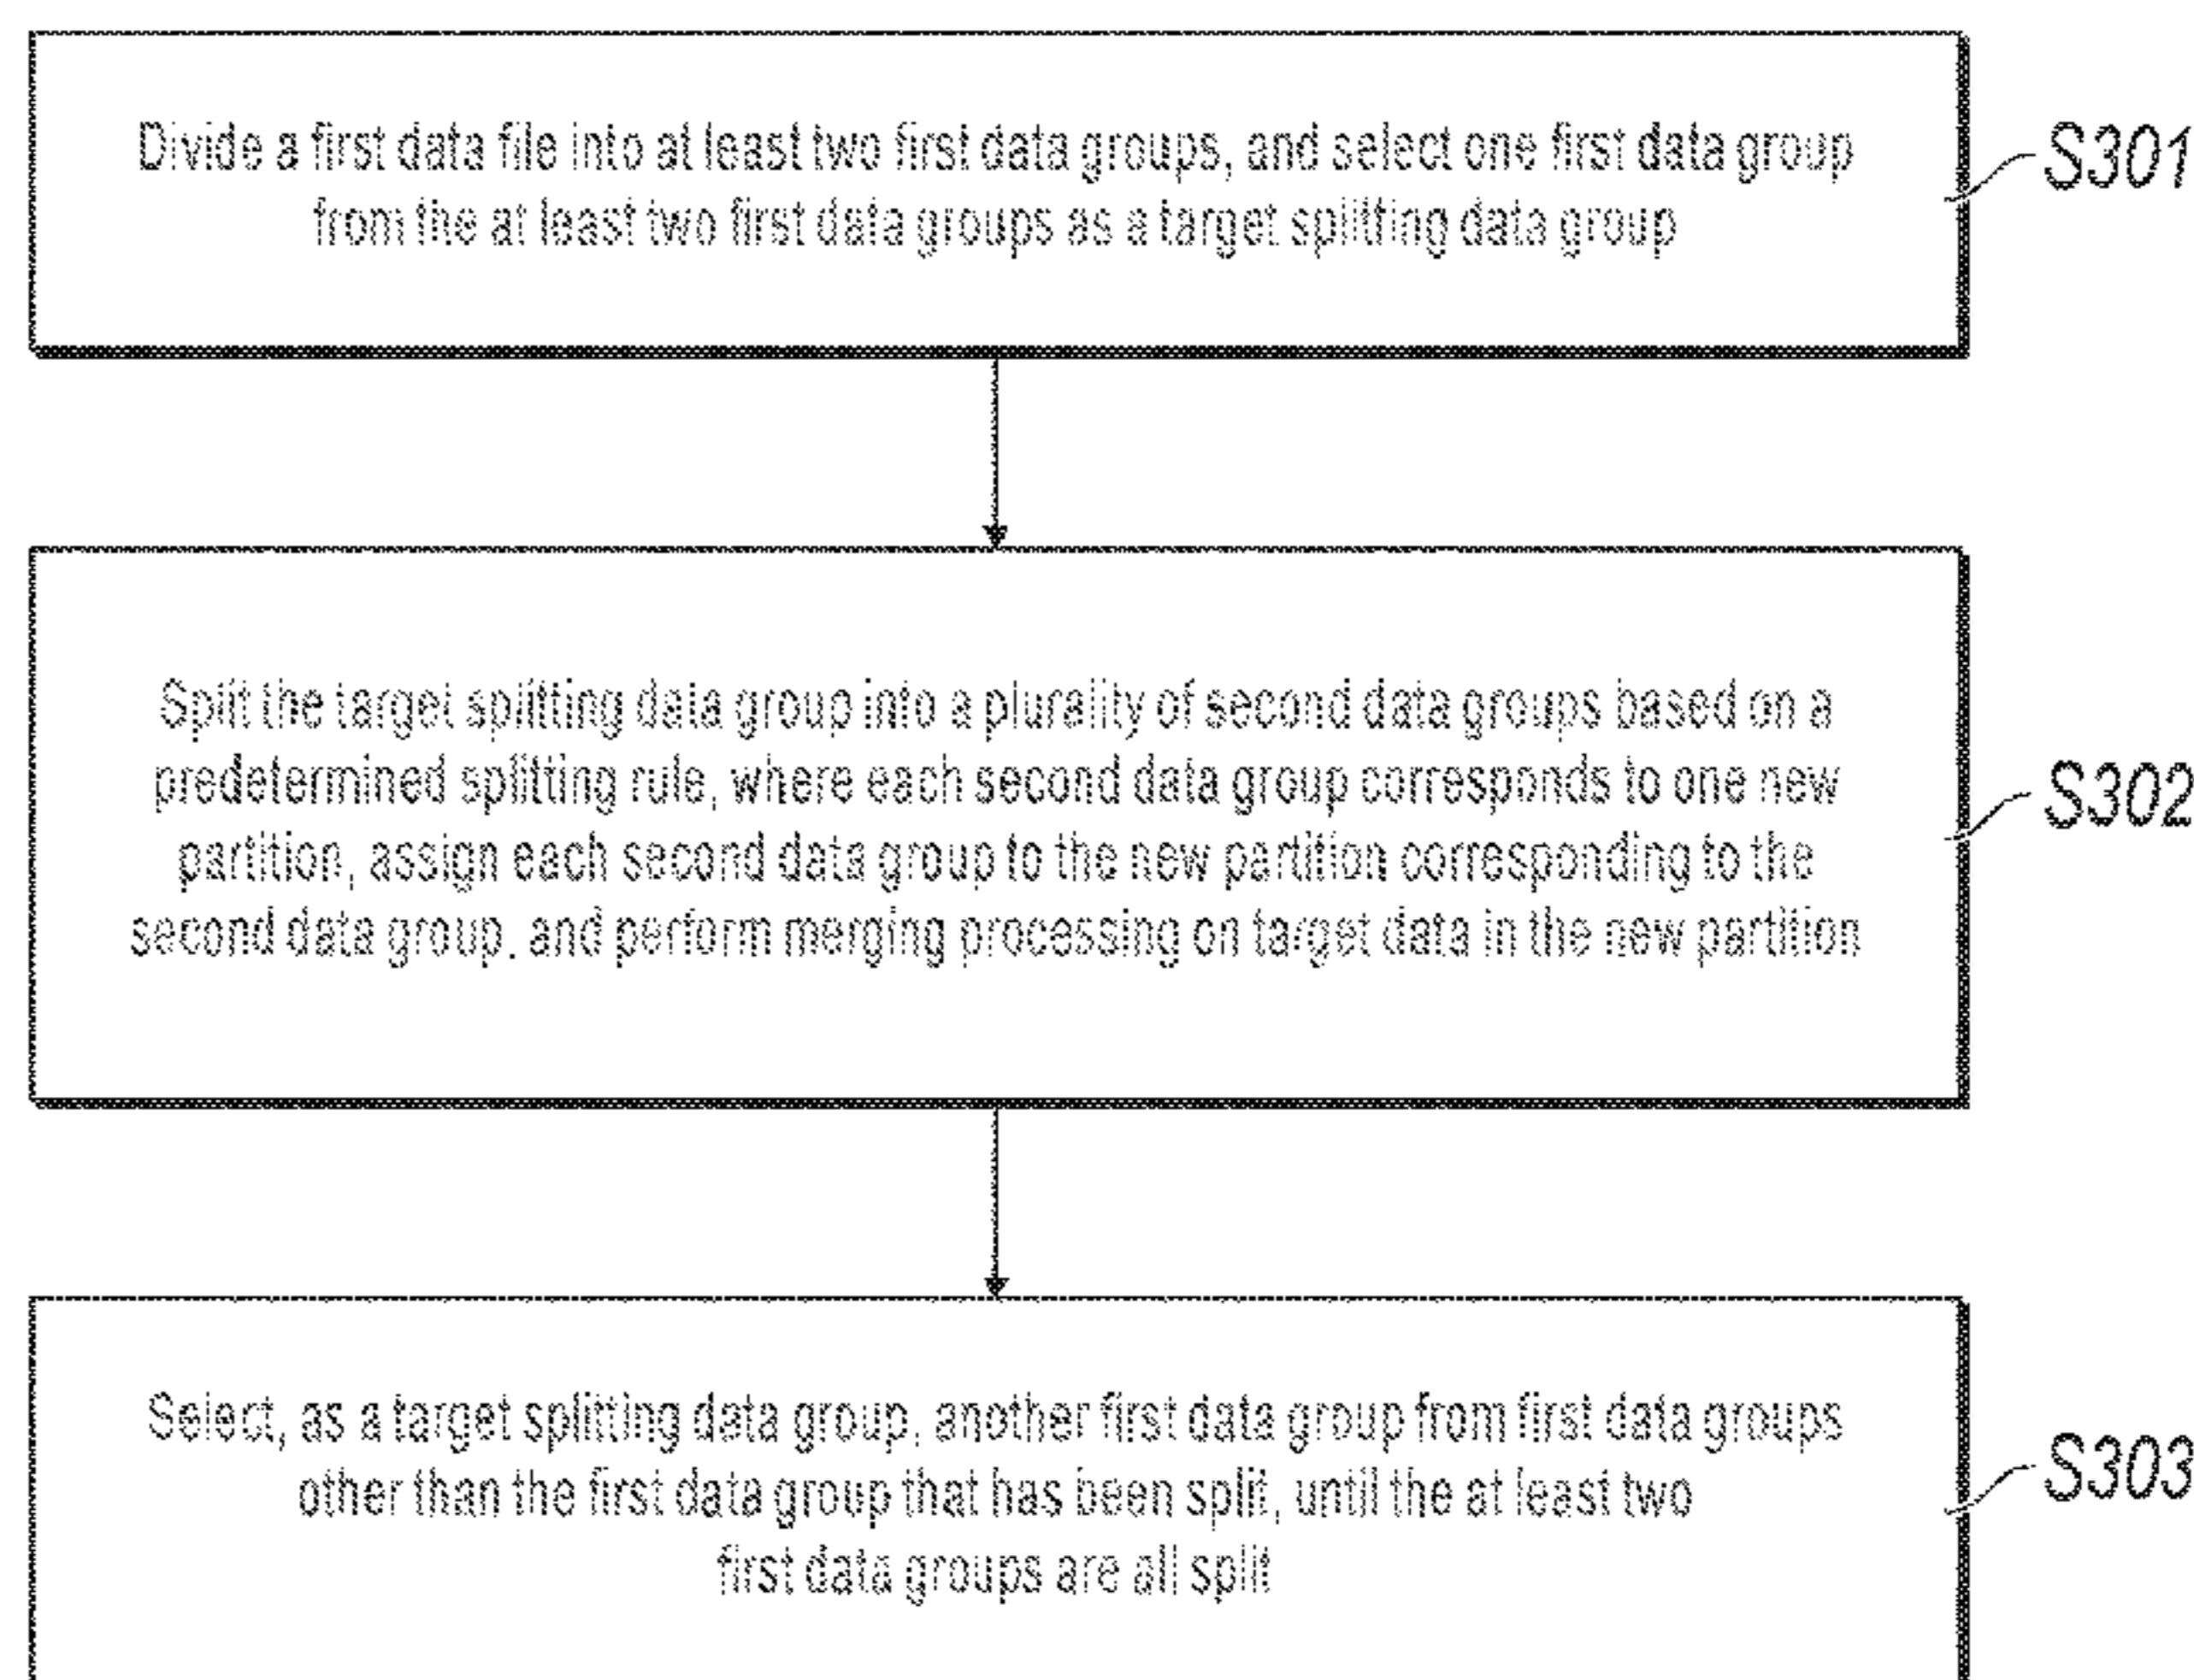 Divide a first data file into at least two first data groups, and select one first data group
from the at least two first data groups as a target splitting data group
S301
Split the target splitting data group into a plurality of second data groups based on a
predetermined splitting rule, where each second data group corresponds to one new
partition, assign each second data group to the new partition corresponding to the
second data group, and perform merging processing on target data in the new partition
S302
Select, as a target splitting data group, another first data group from first data groups
other than the first data group that has been split, until the at least two
first data groups are all split
S303